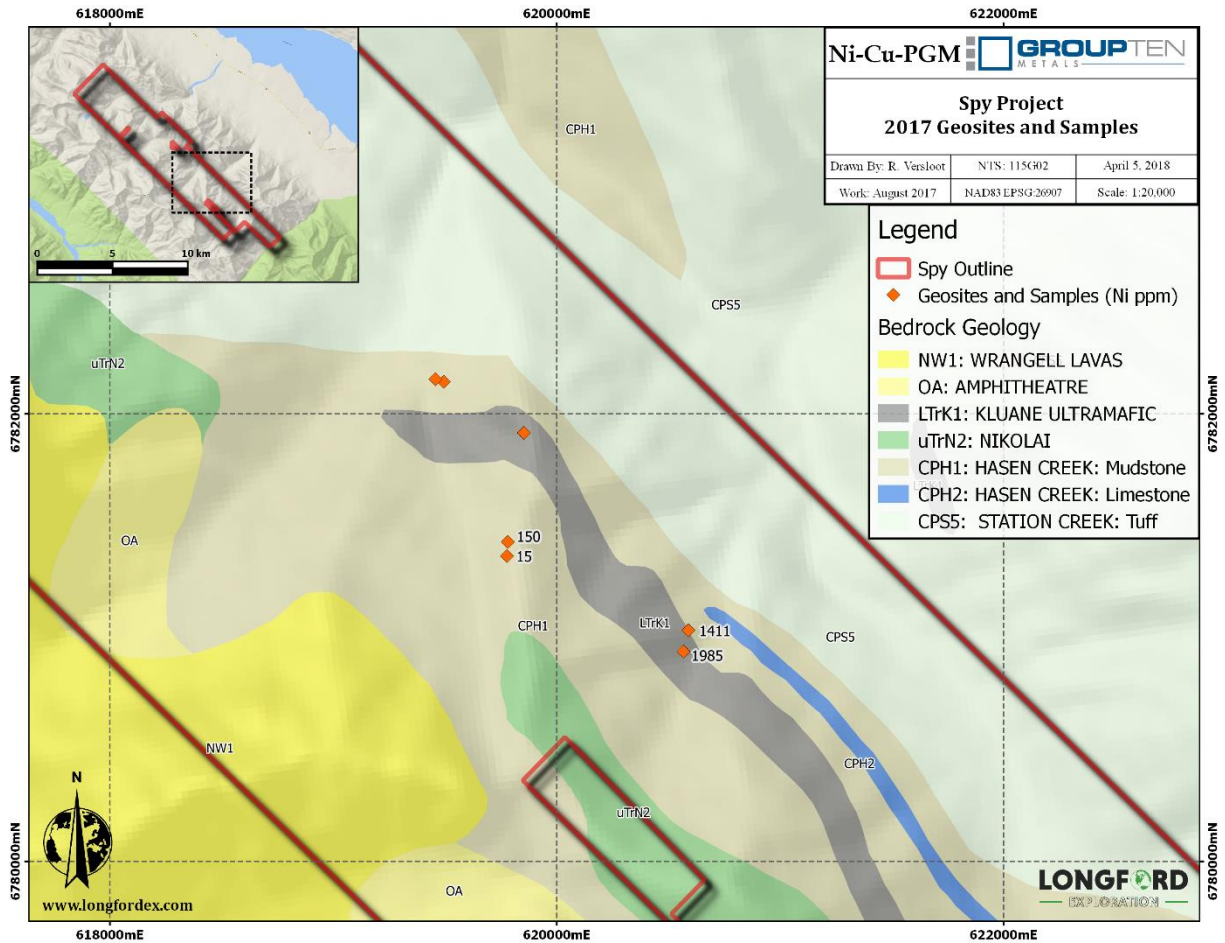 618000mE
620000mE
622000mE
Ni-Cu-PGM
GROUPTEN
METALS
Spy Project
2017 Geosites and Samples
Drawn By: R. Versloot
NTS: 115G02
April 5, 2018
Work: August 2017
NAD83 EPSG:26907
Scale: 1:20,000
Legend
Spy Outline
Geosites and Samples (Ni ppm)
Bedrock Geology
NW1: WRANGELL LAVAS
OA: AMPHITHEATRE
LTrK1: KLUANE ULTRAMAFIC
uTrN2: NIKOLAI
CPH1: HASEN CREEK: Mudstone
CPH2: HASEN CREEK: Limestone
CPS5: STATION CREEK: Tuff
0 5 10 km
CPH1
CPS5
uTrN2
6782000mN
6782000mN
LTrK1
OA
150
15
CPH1
LTrK1
1411
1985
CPS5
NW1
CPH2
N
uTrN2
6780000mN
6780000mN
OA
www.longfordex.com
LONGFORD
EXPLORATION
618000mE
620000mE
622000mE